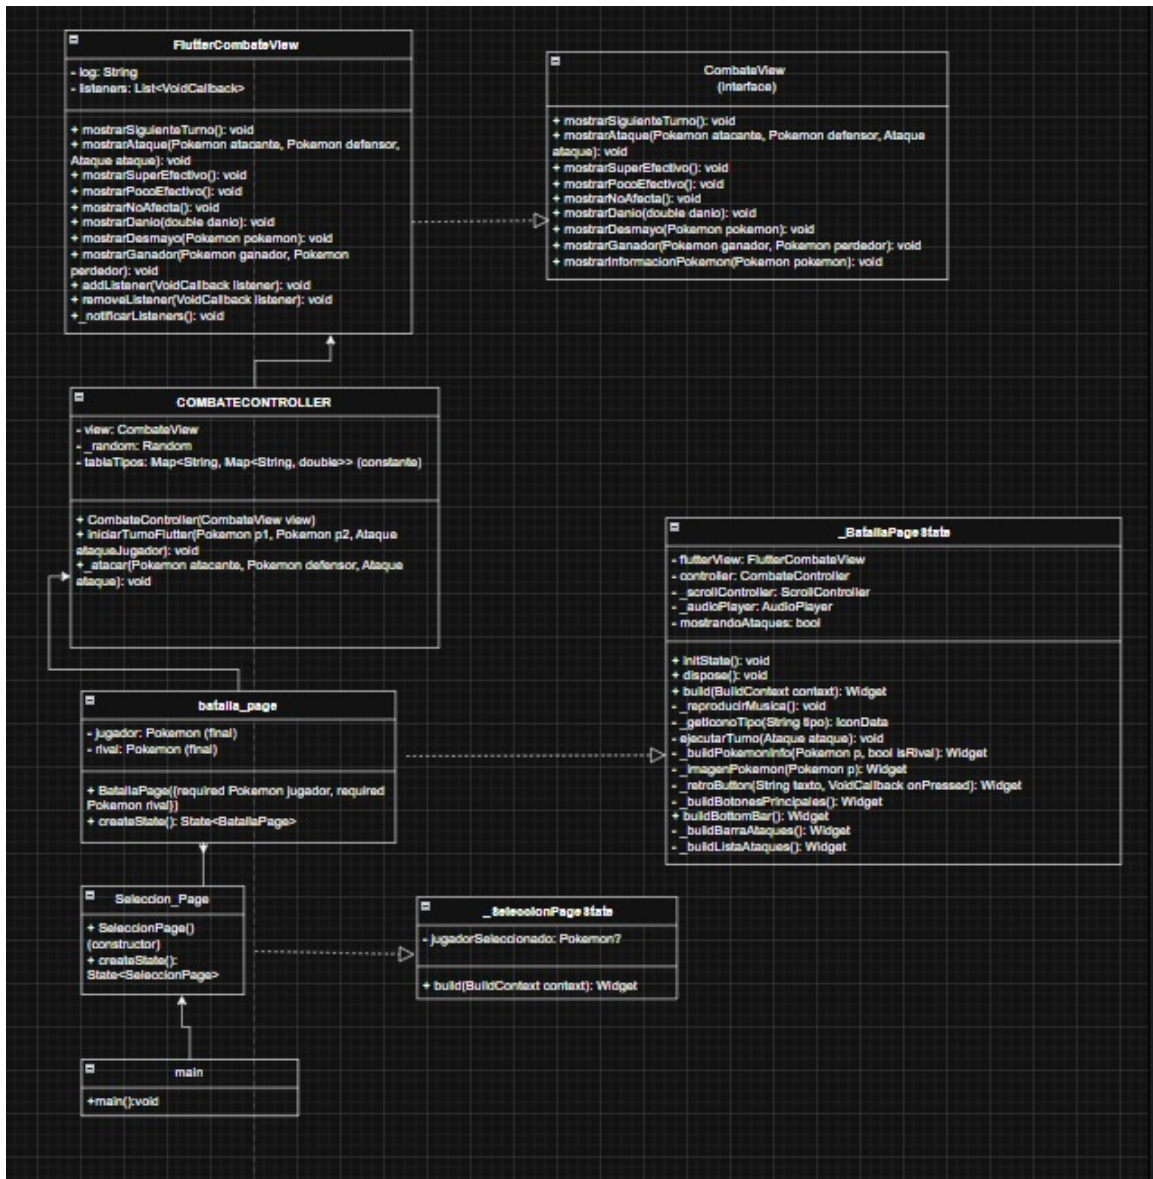 FlutterCombateView
- log: String
- listeners: List<VoidCallback>
+ mostrarSiguienteTurno(): void
+ mostrarAtaque(Pokemon atacante, Pokemon defensor,
Ataque ataque): void
+ mostrarSuperEfectivo(): void
+ mostrarPocoEfectivo(): void
+ mostrarNoAfecta(): void
+ mostrarDanio(double danio): void
+ mostrarDesmayo(Pokemon pokemon): void
+ mostrarGanador(Pokemon ganador, Pokemon
perdedor): void
+ addListener(VoidCallback listener): void
+ removeListener(VoidCallback listener): void
+_notificarListeners(): void
CombateView
(interface)
+ mostrarSiguienteTurno(): void
+ mostrarAtaque(Pokemon atacante, Pokemon defensor, Ataque
ataque): void
+ mostrarSuperEfectivo(): void
+ mostrarPocoEfectivo(): void
+ mostrarNoAfecta(): void
+ mostrarDanio(double danio): void
+ mostrarDesmayo(Pokemon pokemon): void
+ mostrarGanador(Pokemon ganador, Pokemon perdedor): void
+ mostrarInformacionPokemon(Pokemon pokemon): void
COMBATECONTROLLER
- view: CombateView
- _random: Random
- tablaTipos: Map<String, Map<String, double>> (constante)
+ CombateController(CombateView view)
+ iniciarTurnoFlutter(Pokemon p1, Pokemon p2, Ataque
ataqueJugador): void
+_atacar(Pokemon atacante, Pokemon defensor, Ataque
ataque): void
_BatallaPageState
- flutterView: FlutterCombateView
- controller: CombateController
- _scrollController: ScrollController
- _audioPlayer: AudioPlayer
- mostrandoAtaques: bool
+ initState(): void
+ dispose(): void
+ build(BuildContext context): Widget
- _reproducirMusica(): void
- _getIconoTipo(String tipo): IconData
- ejecutarTurno(Ataque ataque): void
- _buildPokemonInfo(Pokemon p, bool isRival): Widget
- _imagenPokemon(Pokemon p): Widget
- _retroButton(String texto, VoidCallback onPressed): Widget
- _buildBotonesPrincipales(): Widget
+ buildBottomBar(): Widget
- _buildBarraAtaques(): Widget
- _buildListaAtaques(): Widget
batalla_page
- jugador: Pokemon (final)
- rival: Pokemon (final)
+ BatallaPage({required Pokemon jugador, required
Pokemon rival})
+ createState(): State<BatallaPage>
Seleccion_Page
+ SeleccionPage()
(constructor)
+ createState():
State<SeleccionPage>
_SeleccionPageState
- jugadorSeleccionado: Pokemon?
+ build(BuildContext context): Widget
main
+main():void